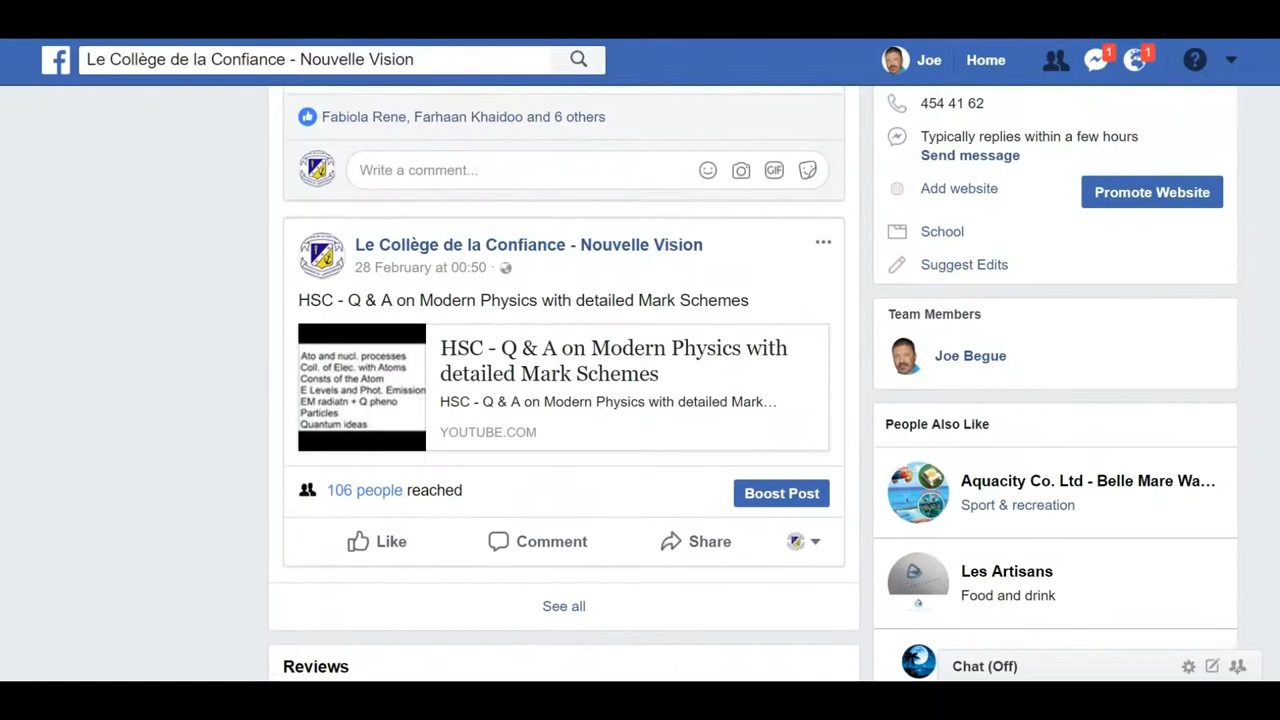 Le Collège de la Confiance - Nouvelle Vision
Joe
Home
1
1
Fabiola Rene, Farhaan Khaidoo and 6 others
Write a comment...
GIF
Le Collège de la Confiance - Nouvelle Vision
28 February at 00:50 ·
HSC - Q & A on Modern Physics with detailed Mark Schemes
Ato and nucl. processes
Coll. of Elec. with Atoms
Consts of the Atom
E Levels and Phot. Emission
EM radiatn + Q pheno
Particles
Quantum ideas
HSC - Q & A on Modern Physics with
detailed Mark Schemes
HSC - Q & A on Modern Physics with detailed Mark...
YOUTUBE.COM
106 people reached
Boost Post
Like
Comment
Share
See all
Reviews
454 41 62
Typically replies within a few hours
Send message
Add website
Promote Website
School
Suggest Edits
Team Members
Joe Begue
People Also Like
Aquacity Co. Ltd - Belle Mare Wa...
Sport & recreation
Les Artisans
Food and drink
Chat (Off)